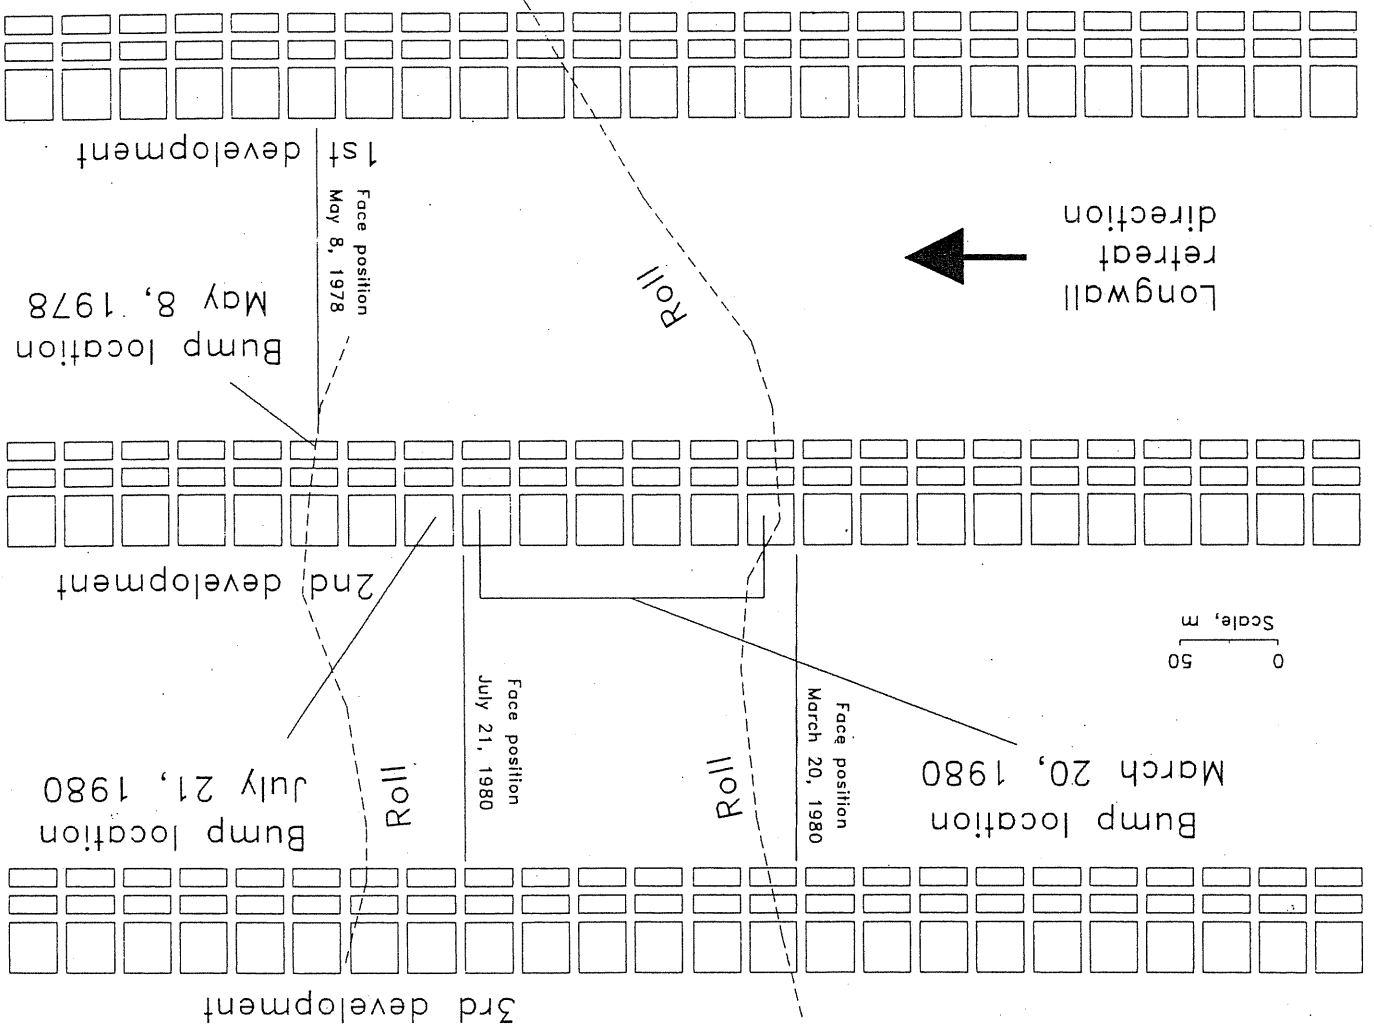 3rd development
Bump location
March 20, 1980
Face position
March 20, 1980
Roll
Face position
July 21, 1980
Roll
Bump location
July 21, 1980
0 50
Scale, m
2nd development
Longwall
retreat
direction
Roll
Bump location
May 8, 1978
Face position
May 8, 1978
1st development